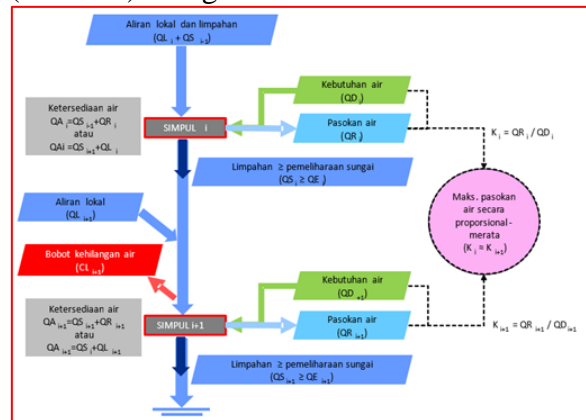 Aliran lokal dan limpahan
(QL i + QS i-1)
Ketersediaan air
QA i=QS i-1+QR i
atau
QAi =QS i-1+QL i
SIMPUL i
Kebutuhan air
(QD i)
Pasokan air
(QR i)
K i = QR i / QD i
Limpahan ≥ pemeliharaan sungai
(QS i ≥ QE i)
Aliran lokal
(QL i+1)
Maks. pasokan
air secara
proporsional-
merata
(K i ≈ K i+1)
Bobot kehilangan air
(CL i+1)
Kebutuhan air
(QD +1)
Ketersediaan air
QA i+1=QS i+1+QR i+1
atau
QA i+1=QS i+QL i+1
SIMPUL i+1
Pasokan air
(QR i+1)
K i+1 = QR i+1 / QD i+1
Limpahan ≥ pemeliharaan sungai
(QS i+1 ≥ QE i+1)